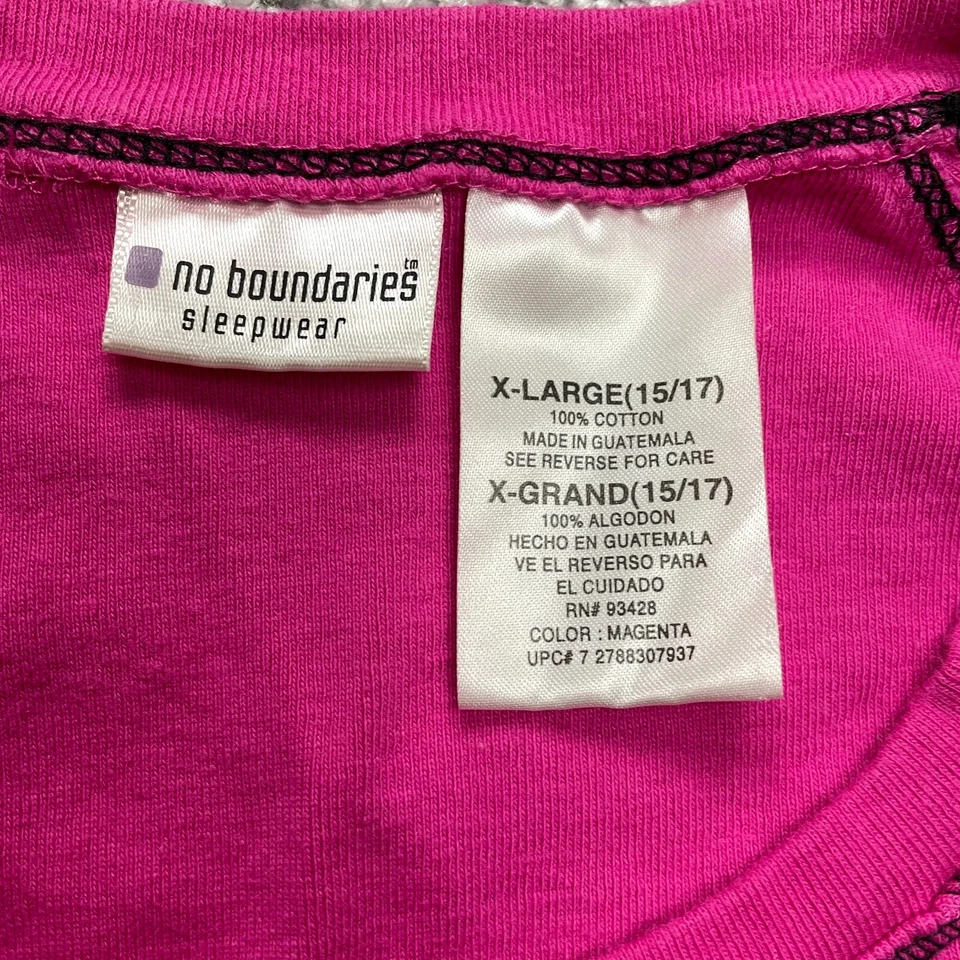 no boundaries™
sleepwear
X-LARGE(15/17)
100% COTTON
MADE IN GUATEMALA
SEE REVERSE FOR CARE
X-GRAND(15/17)
100% ALGODON
HECHO EN GUATEMALA
VE EL REVERSO PARA
EL CUIDADO
RN# 93428
COLOR : MAGENTA
UPC# 7 2788307937